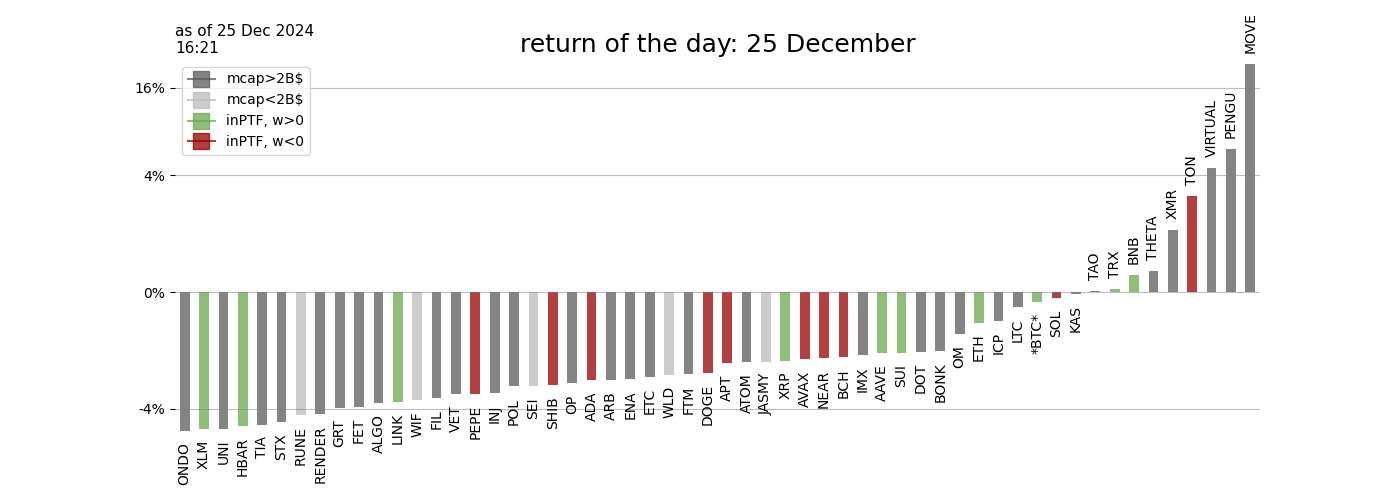 as of 25 Dec 2024
16:21
return of the day: 25 December
mcap>2B$
mcap<2B$
inPTF, w>0
inPTF, w<0
16%
4%
0%
-4%
ONDO
XLM
UNI
HBAR
TIA
STX
RUNE
RENDER
GRT
FET
ALGO
LINK
WIF
FIL
VET
PEPE
INJ
POL
SEI
SHIB
OP
ADA
ARB
ENA
ETC
WLD
FTM
DOGE
APT
ATOM
JASMY
XRP
AVAX
NEAR
BCH
IMX
AAVE
SUI
DOT
BONK
OM
ETH
ICP
LTC
*BTC*
SOL
KAS
TAO
TRX
BNB
THETA
XMR
TON
VIRTUAL
PENGU
MOVE